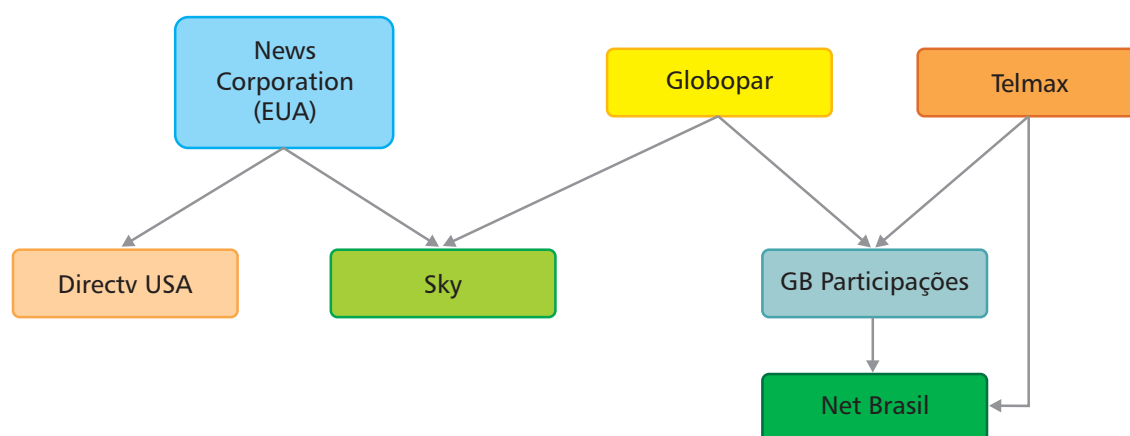 News
Corporation
(EUA)
Globopar
Telmax
Directv USA
Sky
GB Participações
Net Brasil